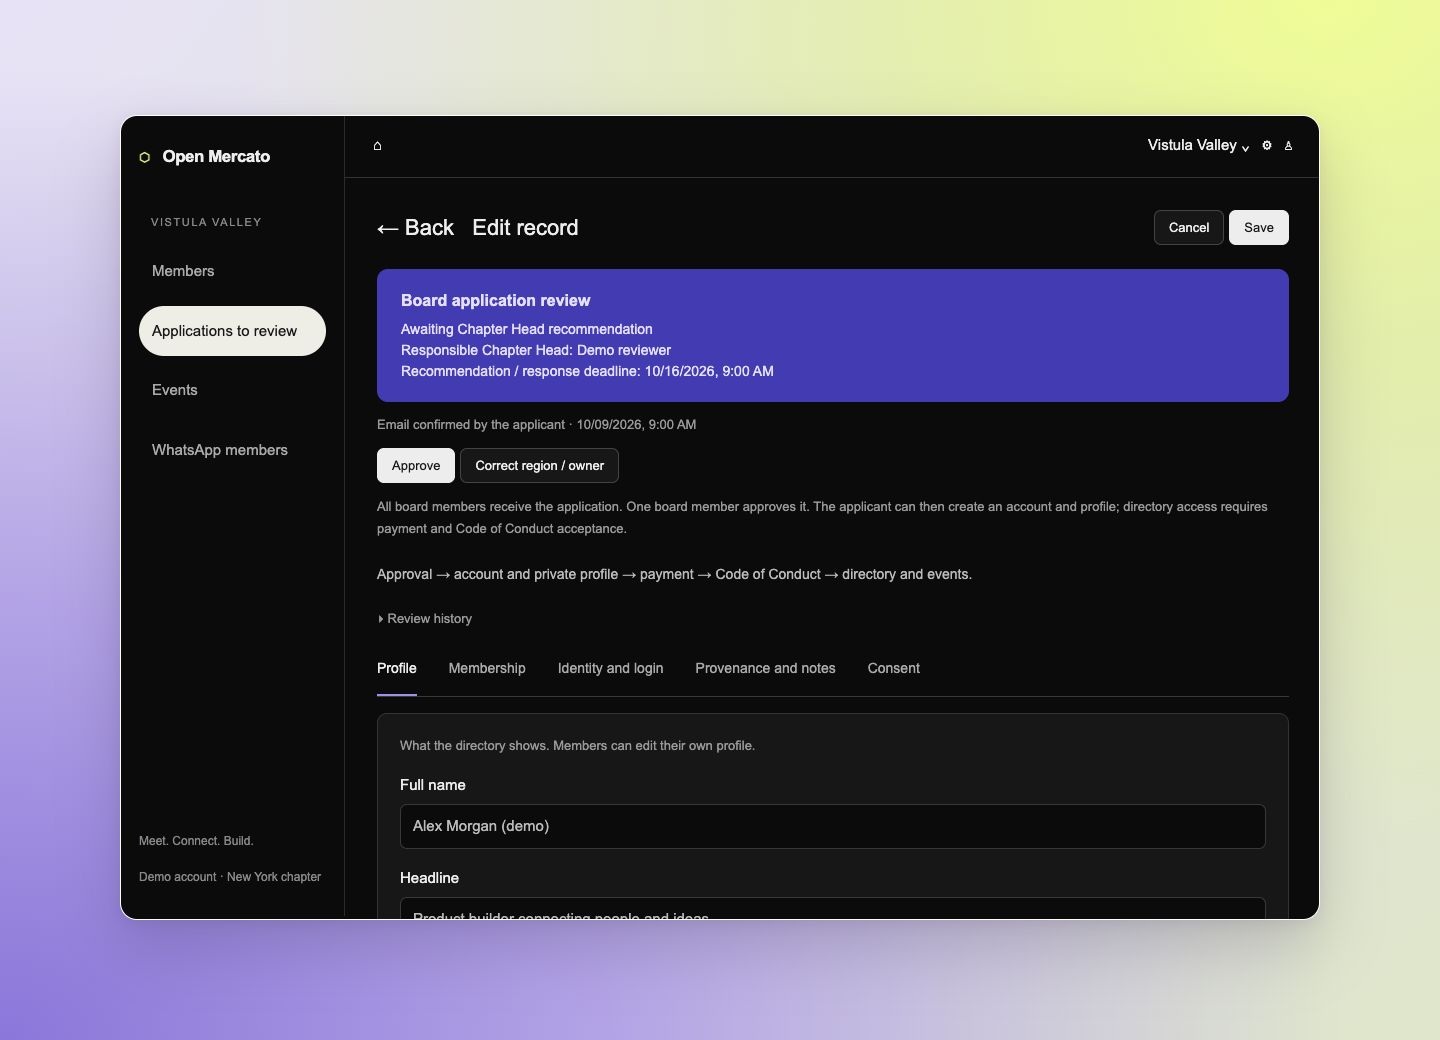 Open Mercato
VISTULA VALLEY
Members
Applications to review
Events
WhatsApp members
Meet. Connect. Build.
Demo account · New York chapter
Vistula Valley
← Back Edit record
Cancel
Save
Board application review
Awaiting Chapter Head recommendation
Responsible Chapter Head: Demo reviewer
Recommendation / response deadline: 10/16/2026, 9:00 AM
Email confirmed by the applicant · 10/09/2026, 9:00 AM
Approve
Correct region / owner
All board members receive the application. One board member approves it. The applicant can then create an account and profile; directory access requires
payment and Code of Conduct acceptance.
Approval → account and private profile → payment → Code of Conduct → directory and events.
Review history
Profile Membership Identity and login Provenance and notes Consent
What the directory shows. Members can edit their own profile.
Full name
Alex Morgan (demo)
Headline
Product builder connecting people and ideas